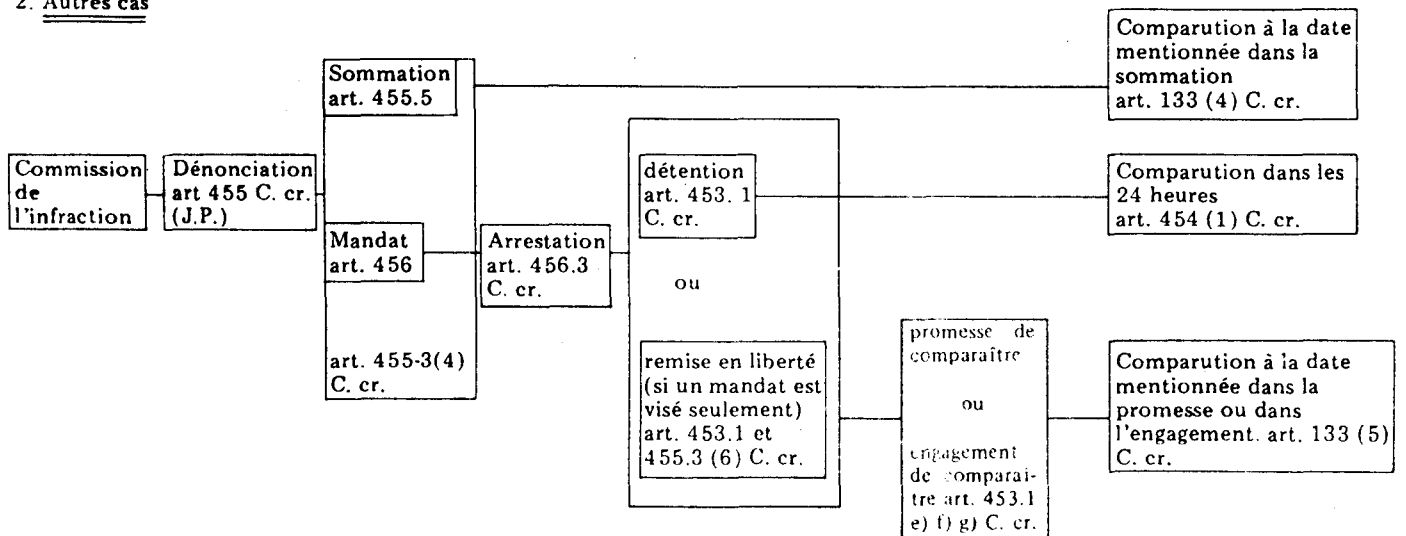 2. Autres cas
Commission
de
l'infraction
Dénonciation
art 455 C. cr.
(J.P.)
Sommation
art. 455.5
Mandat
art. 456
art. 455-3(4)
C. cr.
Arrestation
art. 456.3
C. cr.
détention
art. 453. 1
C. cr.
ou
remise en liberté
(si un mandat est
visé seulement)
art. 453.1 et
455.3 (6) C. cr.
promesse de
comparaître
ou
engagement
de comparai-
tre art. 453.1
e) f) g) C. cr.
Comparution à la date
mentionnée dans la
sommation
art. 133 (4) C. cr.
Comparution dans les
24 heures
art. 454 (1) C. cr.
Comparution à la date
mentionnée dans la
promesse ou dans
l'engagement. art. 133 (5)
C. cr.